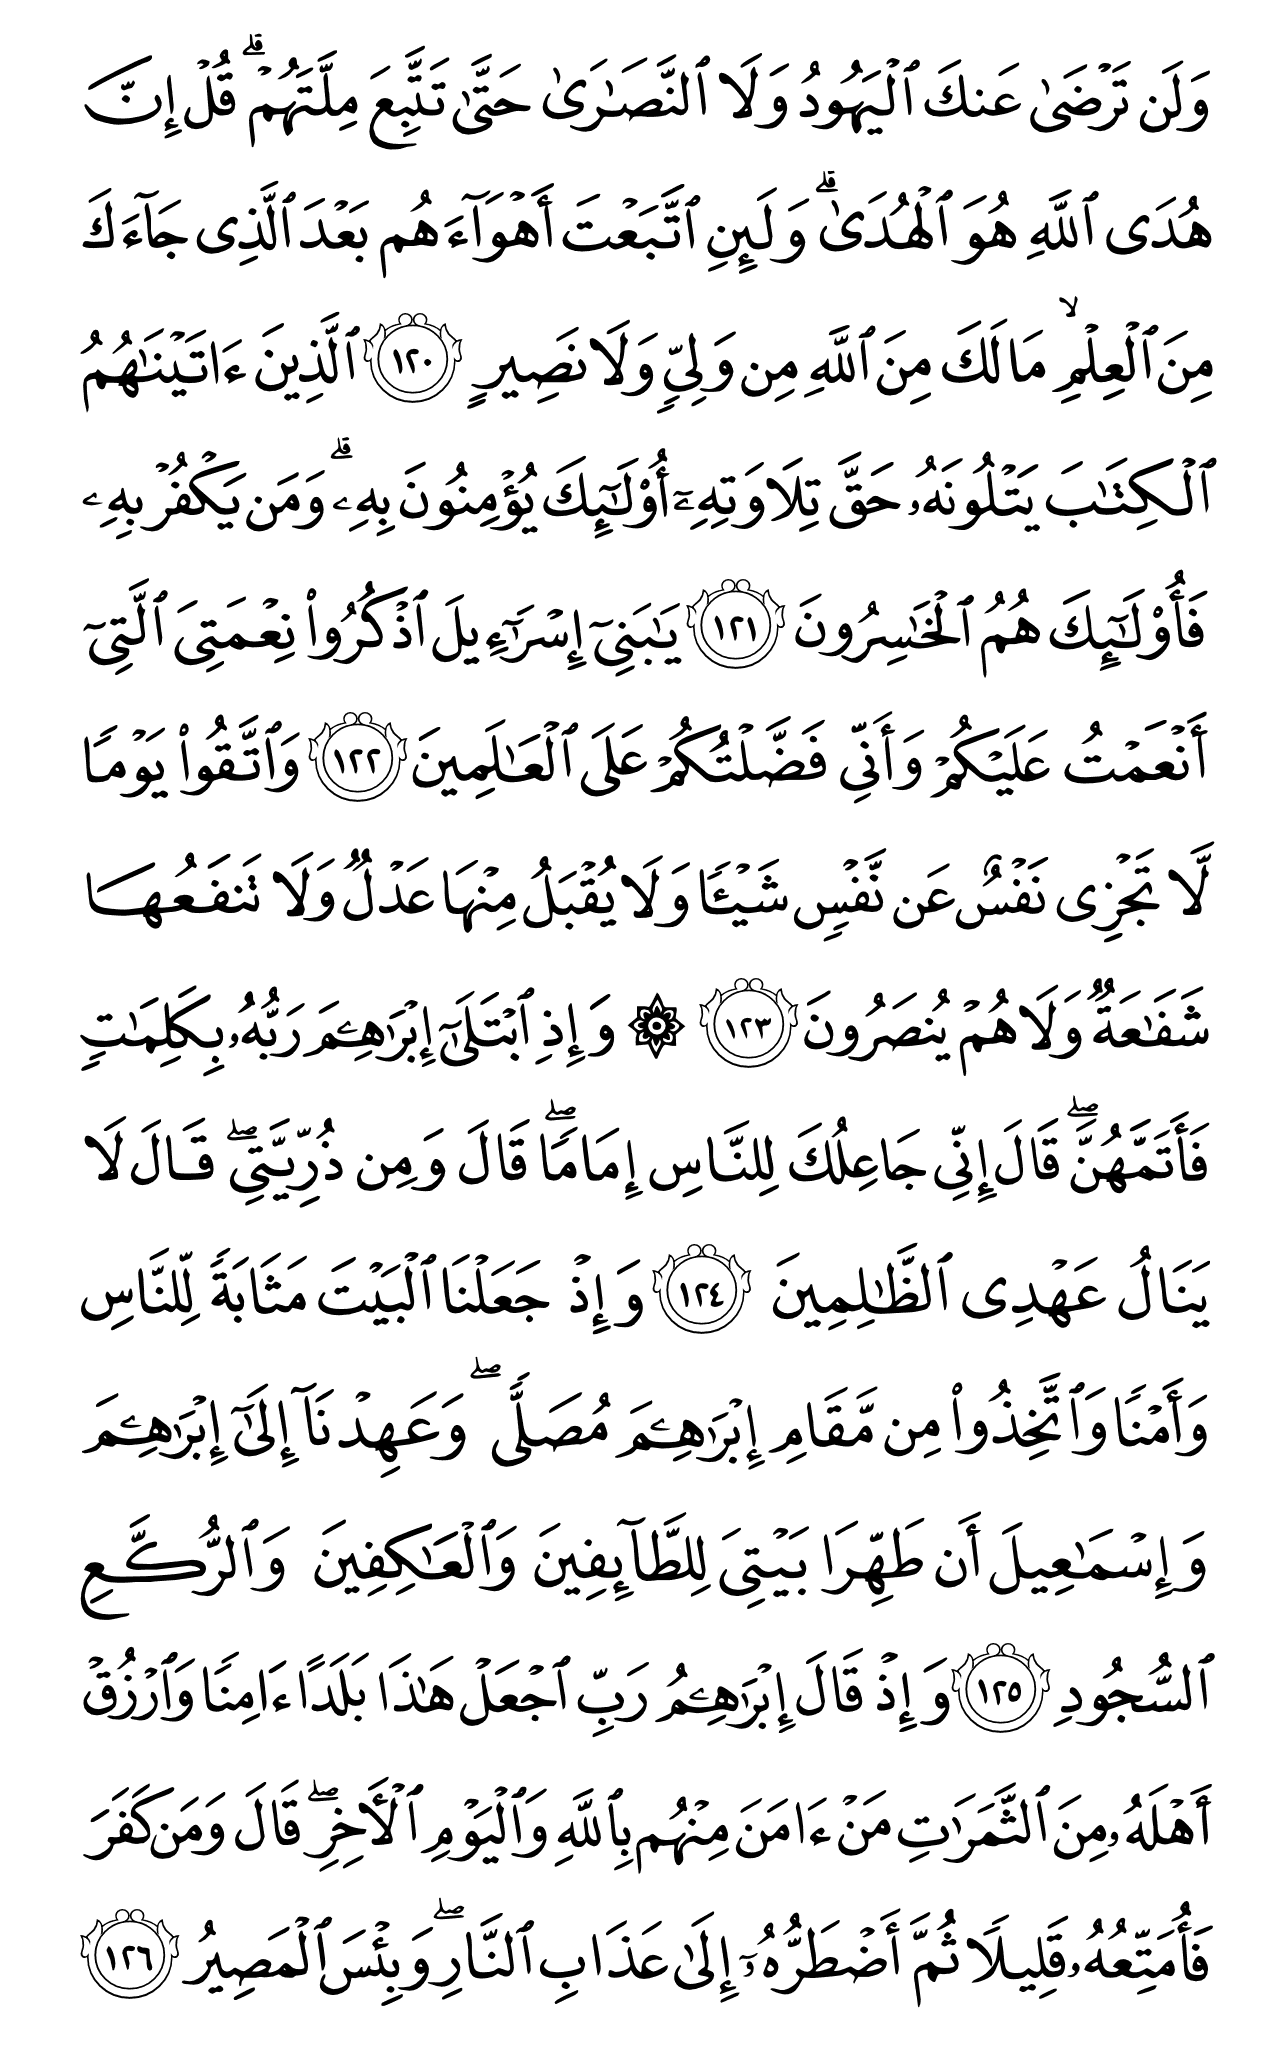 وَلَن تَرْضَىٰ عَنكَ ٱلْيَهُودُ وَلَا ٱلنَّصَـٰرَىٰ حَتَّىٰ تَتَّبِعَ مِلَّتَهُمْ ۗ قُلْ إِنَّ
هُدَى ٱللَّهِ هُوَ ٱلْهُدَىٰ ۗ وَلَئِنِ ٱتَّبَعْتَ أَهْوَآءَهُم بَعْدَ ٱلَّذِى جَآءَكَ
مِنَ ٱلْعِلْمِ ۙ مَا لَكَ مِنَ ٱللَّهِ مِن وَلِىٍّ وَلَا نَصِيرٍ ١٢٠ ٱلَّذِينَ ءَاتَيْنَـٰهُمُ
ٱلْكِتَـٰبَ يَتْلُونَهُۥ حَقَّ تِلَاوَتِهِۦٓ أُو۟لَـٰٓئِكَ يُؤْمِنُونَ بِهِۦ ۗ وَمَن يَكْفُرْ بِهِۦ
فَأُو۟لَـٰٓئِكَ هُمُ ٱلْخَـٰسِرُونَ ١٢١ يَـٰبَنِىٓ إِسْرَٰٓءِيلَ ٱذْكُرُوا۟ نِعْمَتِىَ ٱلَّتِىٓ
أَنْعَمْتُ عَلَيْكُمْ وَأَنِّى فَضَّلْتُكُمْ عَلَى ٱلْعَـٰلَمِينَ ١٢٢ وَٱتَّقُوا۟ يَوْمًا
لَّا تَجْزِى نَفْسٌ عَن نَّفْسٍ شَيْـًٔا وَلَا يُقْبَلُ مِنْهَا عَدْلٌ وَلَا تَنفَعُهَا
شَفَـٰعَةٌ وَلَا هُمْ يُنصَرُونَ ١٢٣ ۞ وَإِذِ ٱبْتَلَىٰٓ إِبْرَٰهِـۧمَ رَبُّهُۥ بِكَلِمَـٰتٍ
فَأَتَمَّهُنَّ ۖ قَالَ إِنِّى جَاعِلُكَ لِلنَّاسِ إِمَامًا ۖ قَالَ وَمِن ذُرِّيَّتِى ۖ قَالَ لَا
يَنَالُ عَهْدِى ٱلظَّـٰلِمِينَ ١٢٤ وَإِذْ جَعَلْنَا ٱلْبَيْتَ مَثَابَةً لِّلنَّاسِ
وَأَمْنًا وَٱتَّخِذُوا۟ مِن مَّقَامِ إِبْرَٰهِـۧمَ مُصَلًّى ۖ وَعَهِدْنَآ إِلَىٰٓ إِبْرَٰهِـۧمَ
وَإِسْمَـٰعِيلَ أَن طَهِّرَا بَيْتِىَ لِلطَّآئِفِينَ وَٱلْعَـٰكِفِينَ وَٱلرُّكَّعِ
ٱلسُّجُودِ ١٢٥ وَإِذْ قَالَ إِبْرَٰهِـۧمُ رَبِّ ٱجْعَلْ هَـٰذَا بَلَدًا ءَامِنًا وَٱرْزُقْ
أَهْلَهُۥ مِنَ ٱلثَّمَرَٰتِ مَنْ ءَامَنَ مِنْهُم بِٱللَّهِ وَٱلْيَوْمِ ٱلْـَٔاخِرِ ۖ قَالَ وَمَن كَفَرَ
فَأُمَتِّعُهُۥ قَلِيلًا ثُمَّ أَضْطَرُّهُۥٓ إِلَىٰ عَذَابِ ٱلنَّارِ ۖ وَبِئْسَ ٱلْمَصِيرُ ١٢٦